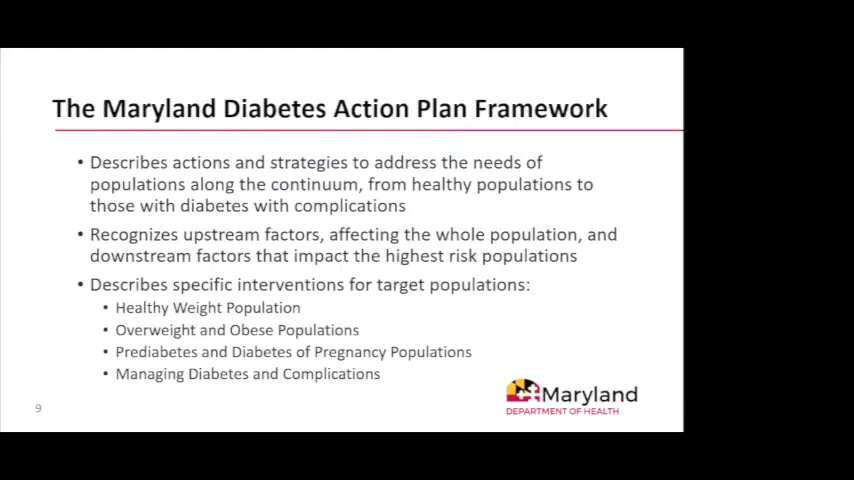 The Maryland Diabetes Action Plan Framework
• Describes actions and strategies to address the needs of
populations along the continuum, from healthy populations to
those with diabetes with complications
• Recognizes upstream factors, affecting the whole population, and
downstream factors that impact the highest risk populations
• Describes specific interventions for target populations:
• Healthy Weight Population
• Overweight and Obese Populations
• Prediabetes and Diabetes of Pregnancy Populations
• Managing Diabetes and Complications
Maryland
DEPARTMENT OF HEALTH
9